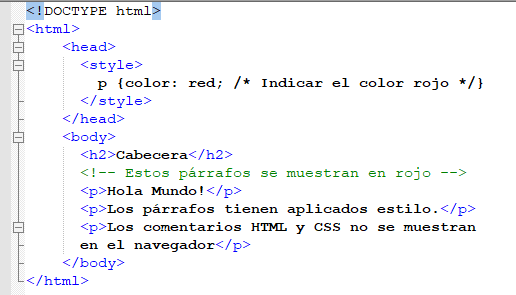 <!DOCTYPE html>
<html>
<head>
<style>
p {color: red; /* Indicar el color rojo */}
</style>
</head>
<body>
<h2>Cabecera</h2>
<!-- Estos párrafos se muestran en rojo -->
<p>Hola Mundo!</p>
<p>Los párrafos tienen aplicados estilo.</p>
<p>Los comentarios HTML y CSS no se muestran
en el navegador</p>
</body>
</html>